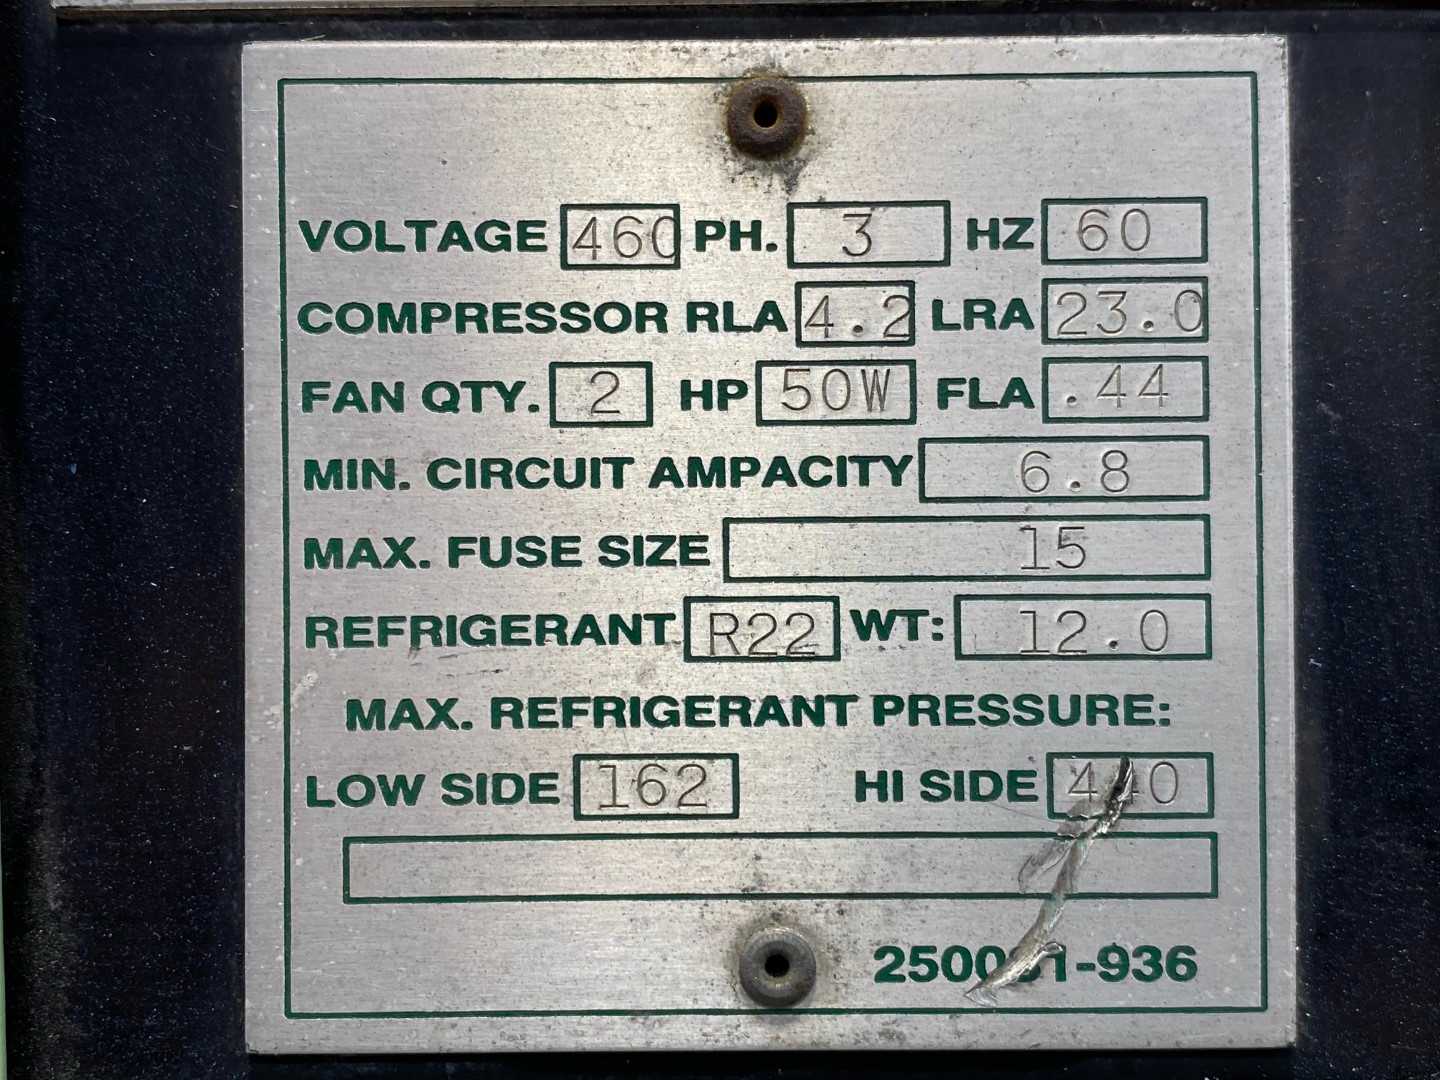 VOLTAGE 460 PH. 3 HZ 60
COMPRESSOR RLA 4.2 LRA 23.0
FAN QTY. 2 HP 50W FLA .44
MIN. CIRCUIT AMPACITY 6.8
MAX. FUSE SIZE 15
REFRIGERANT R22 WT: 12.0
MAX. REFRIGERANT PRESSURE:
LOW SIDE 162 HI SIDE